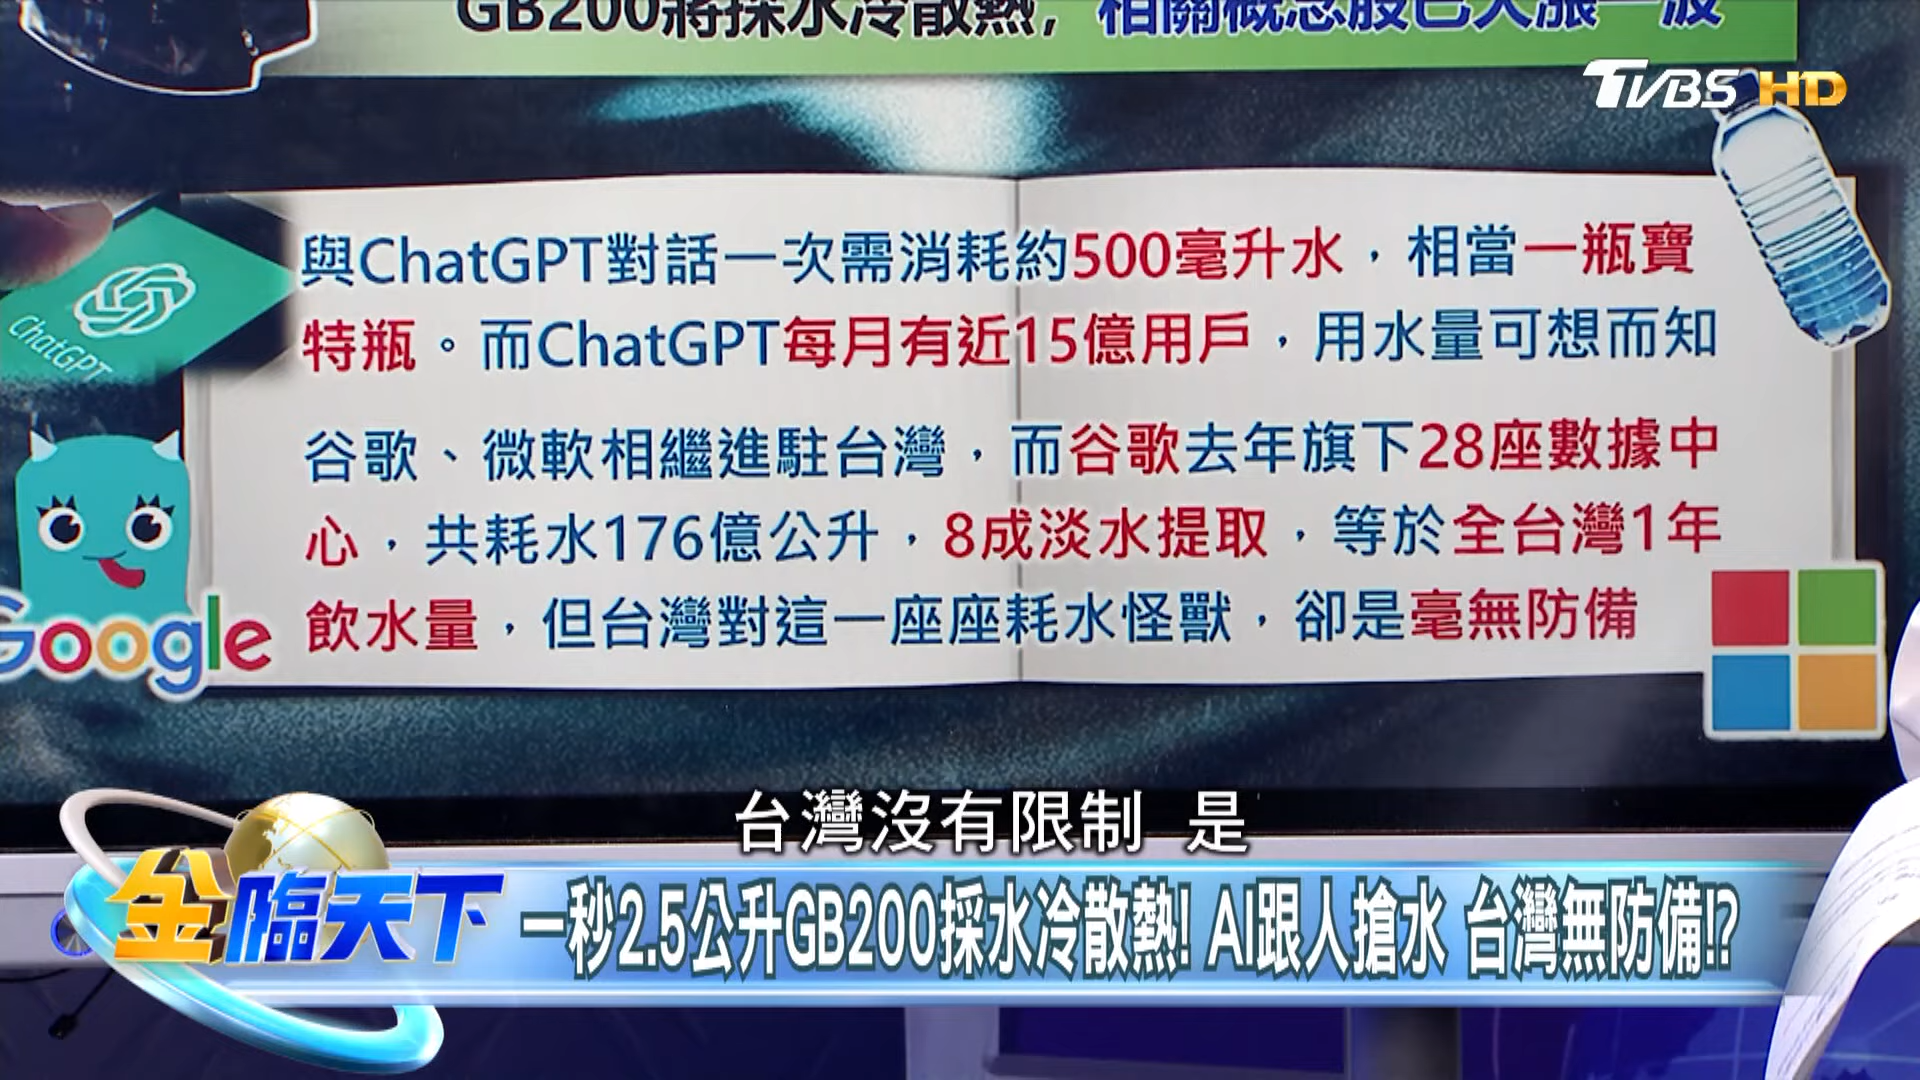 GB200將採水冷散熱，相關概念股已大漲一波
TVBS HD
與ChatGPT對話一次需消耗約500毫升水，相當一瓶寶
特瓶。而ChatGPT每月有近15億用戶，用水量可想而知
ChatGPT
谷歌、微軟相繼進駐台灣，而谷歌去年旗下28座數據中
心，共耗水176億公升，8成淡水提取，等於全台灣1年
飲水量，但台灣對這一座座耗水怪獸，卻是毫無防備
Google
台灣沒有限制 是
金臨天下
一秒2.5公升GB200採水冷散熱! AI跟人搶水 台灣無防備!?